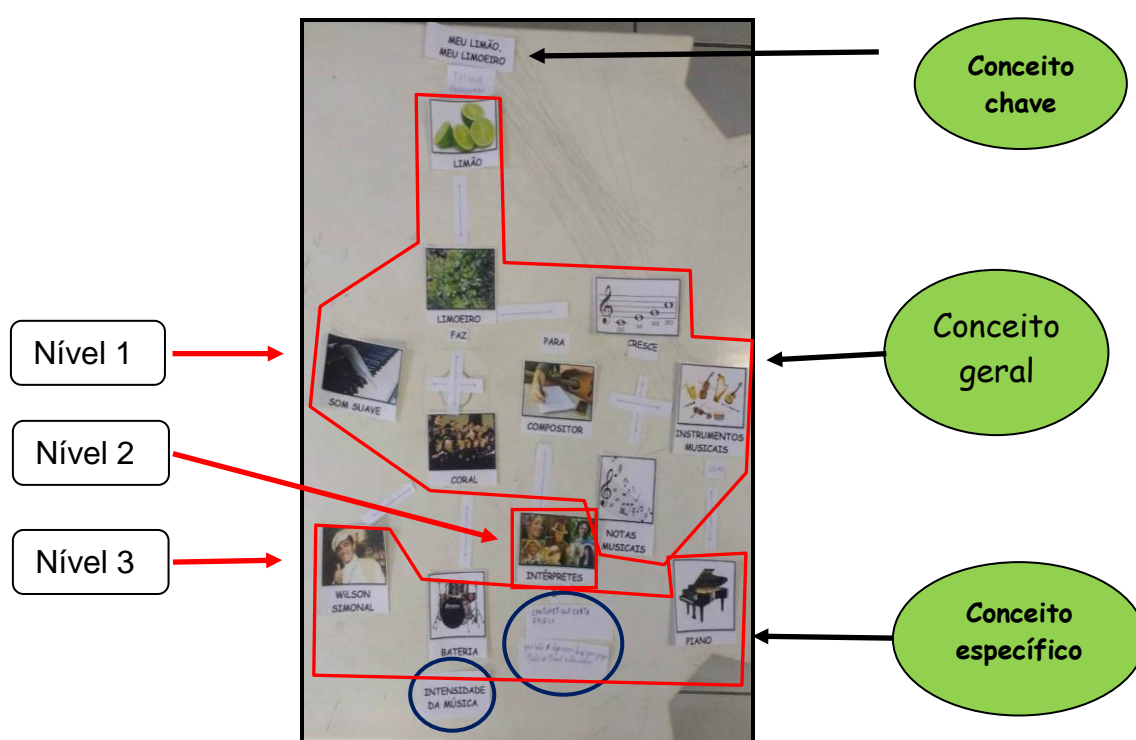 MEU LIMÃO,
MEU LIMOEIRO
Conceito
chave
LIMÃO
LIMOEIRO
FAZ
PARA
CRESCE
Conceito
geral
Nível 1
SOM SUAVE
COMPOSITOR
INSTRUMENTOS
MUSICAIS
Nível 2
CORAL
NOTAS
MUSICAIS
Nível 3
INTÉRPRETES
WILSON
SIMONAL
BATERIA
PIANO
Conceito
específico
INTENSIDADE
DA MÚSICA